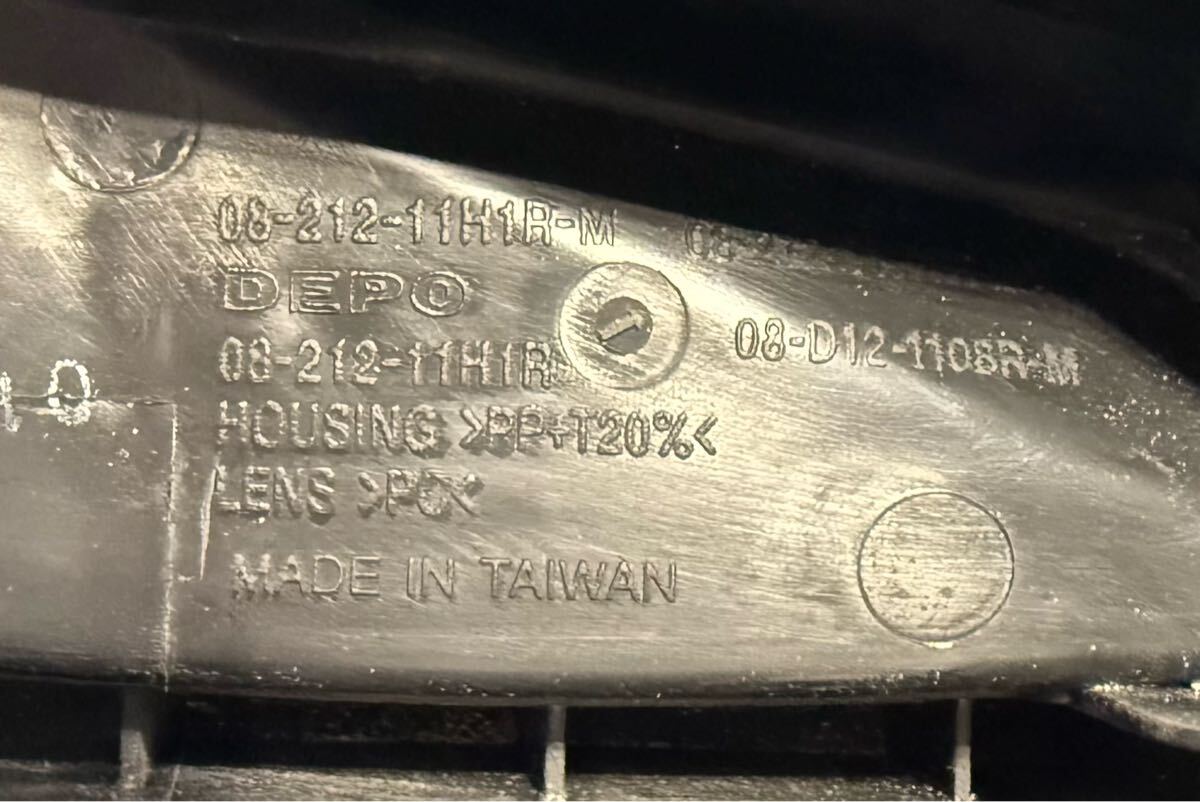 08-212-11H1R-M
DEPO
08-D12-1108R-M
08-212-11H1R
HOUSING >PP+T20%<
LENS >PC<
MADE IN TAIWAN